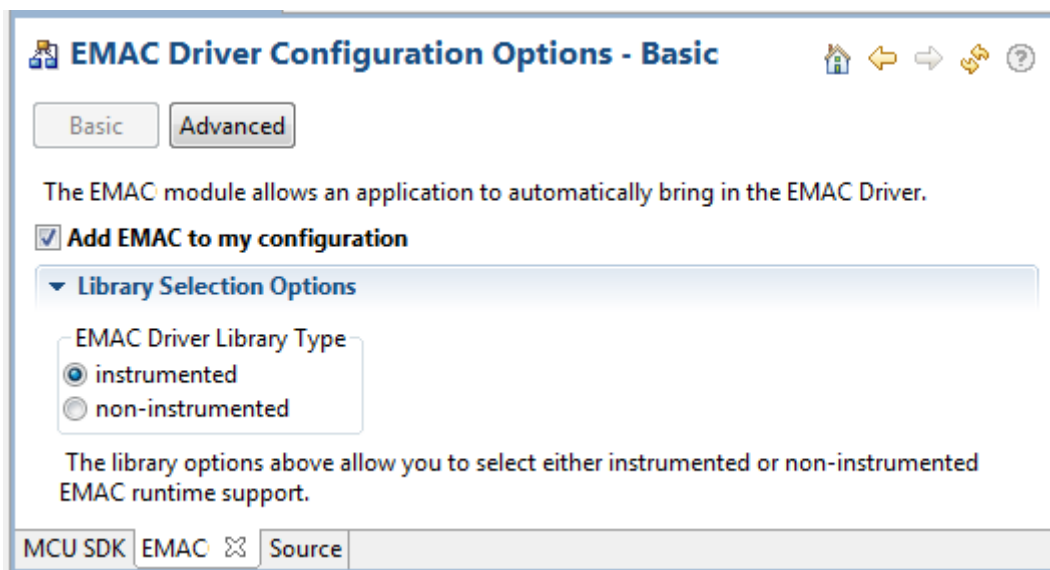 EMAC Driver Configuration Options - Basic
Basic Advanced
The EMAC module allows an application to automatically bring in the EMAC Driver.
Add EMAC to my configuration
Library Selection Options
EMAC Driver Library Type
instrumented
non-instrumented
The library options above allow you to select either instrumented or non-instrumented
EMAC runtime support.
MCU SDK EMAC Source